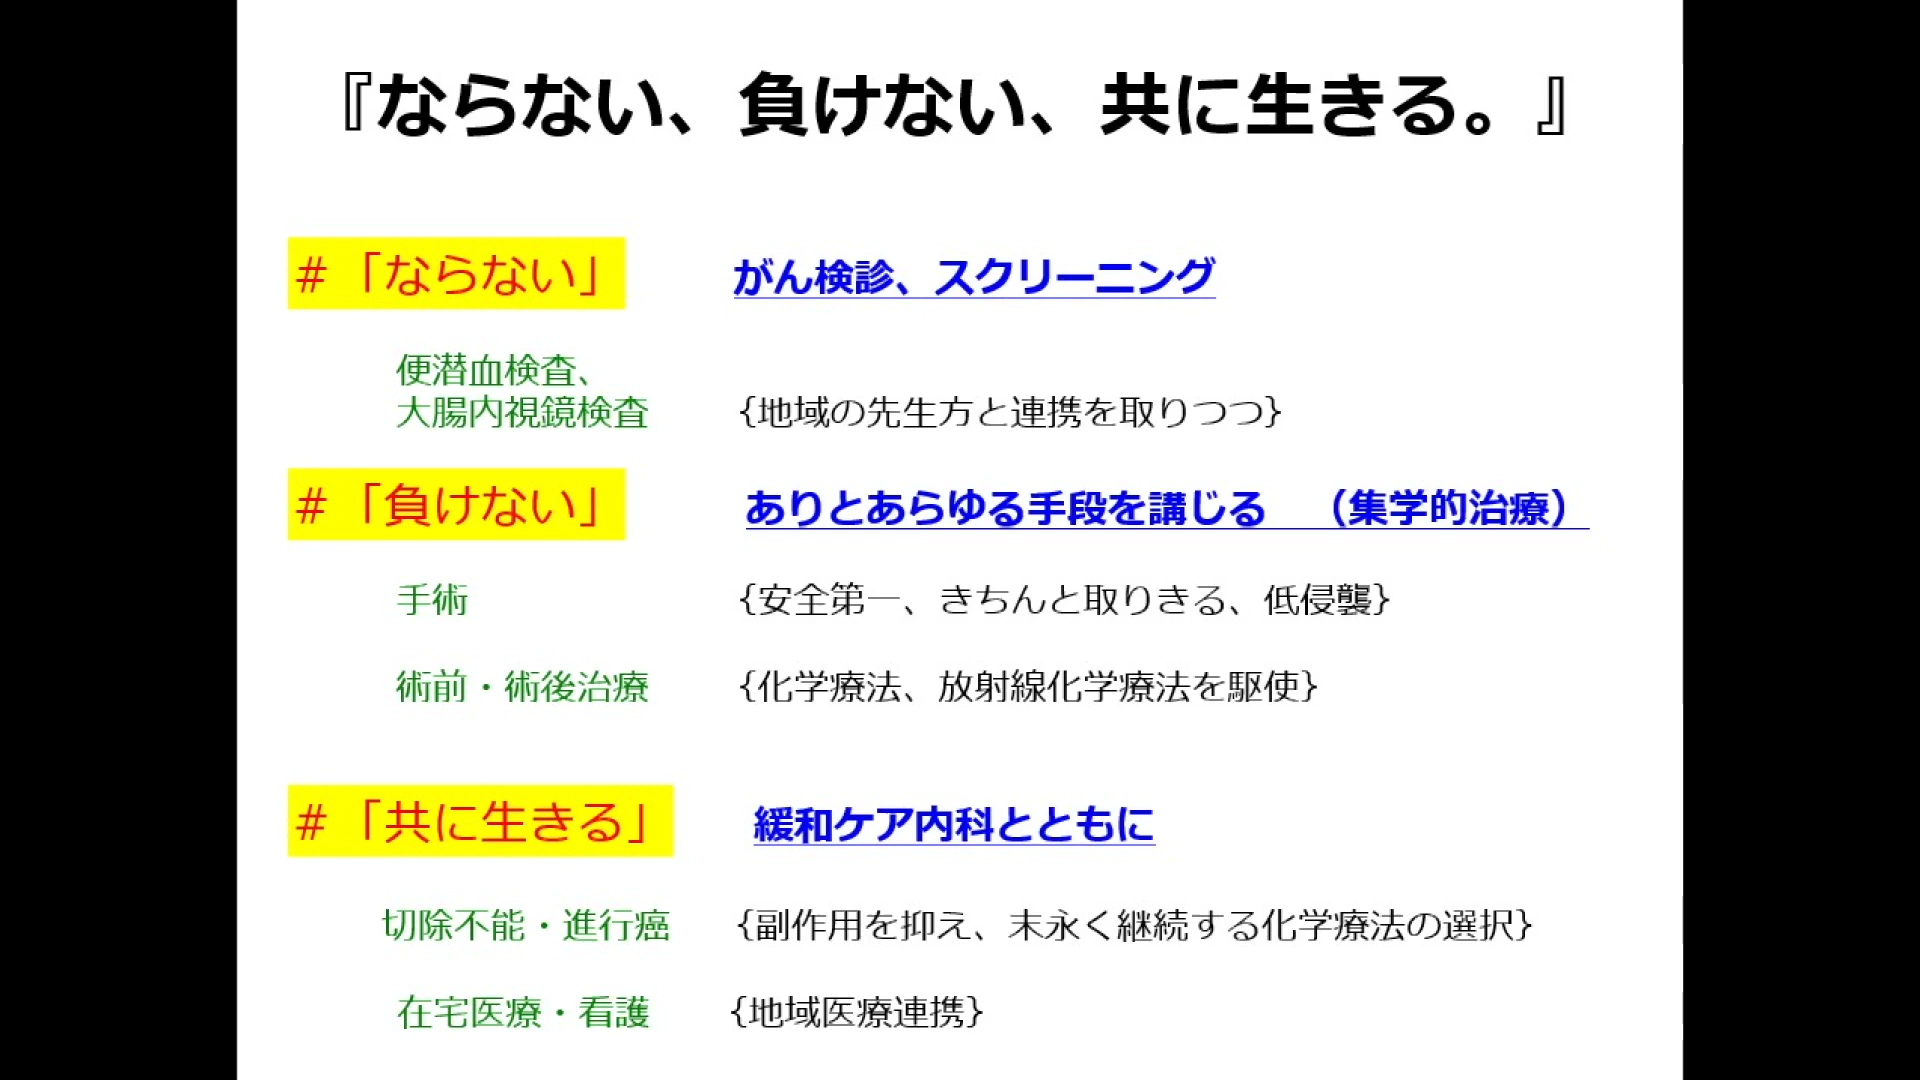 『ならない、負けない、共に生きる。』
#「ならない」 がん検診、スクリーニング
便潜血検査、
大腸内視鏡検査 {地域の先生方と連携を取りつつ}
#「負けない」 ありとあらゆる手段を講じる （集学的治療）
手術 {安全第一、きちんと取りきる、低侵襲}
術前・術後治療 {化学療法、放射線化学療法を駆使}
#「共に生きる」 緩和ケア内科とともに
切除不能・進行癌 {副作用を抑え、末永く継続する化学療法の選択}
在宅医療・看護 {地域医療連携}